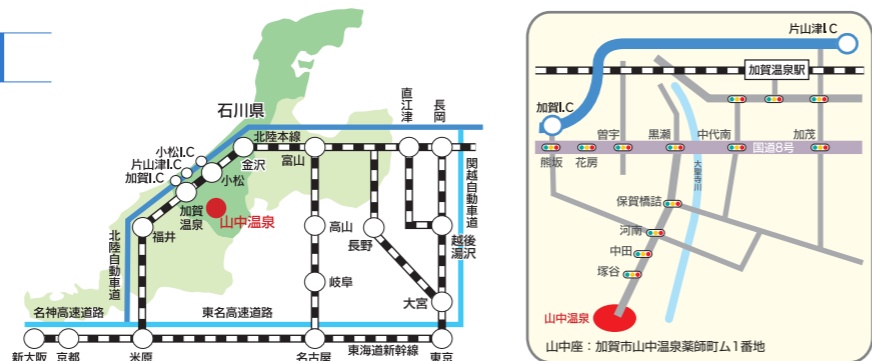 石川県
直江津
長岡
小松I.C
片山津I.C
加賀I.C
北陸本線
金沢
富山
小松
加賀
温泉
山中温泉
福井
高山
長野
関越自動車道
越後
湯沢
北陸自動車道
岐阜
大宮
名神高速道路
東名高速道路
新大阪
京都
米原
名古屋
東海道新幹線
東京
片山津I.C
加賀温泉駅
加賀I.C
曽宇
黒瀬
中代南
加茂
国道8号
熊坂
花房
大聖寺川
保賀橋詰
河南
中田
塚谷
山中温泉
山中座：加賀市山中温泉薬師町ム1番地